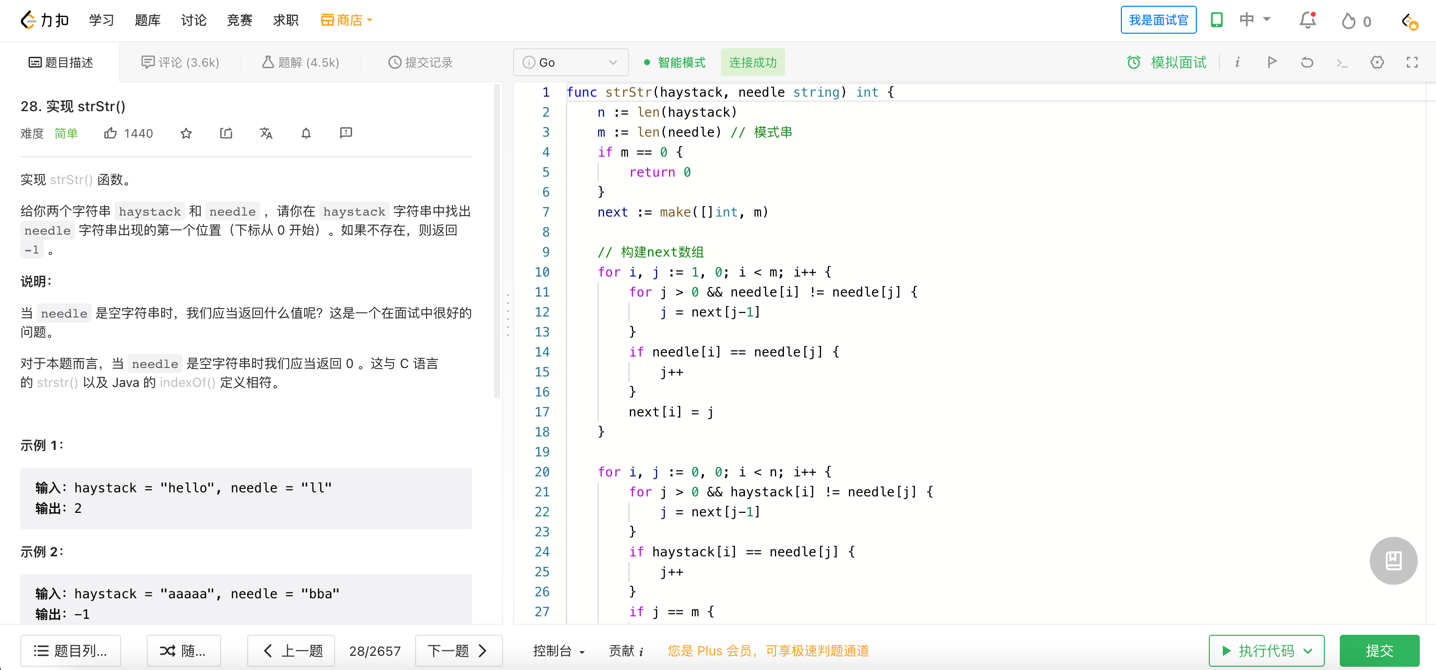 力扣 学习 题库 讨论 竞赛 求职 商店 我是面试官 中 0
题目描述 评论 (3.6k) 题解 (4.5k) 提交记录
28. 实现 strStr()
难度 简单 1440
实现 strStr() 函数。
给你两个字符串 haystack 和 needle ，请你在 haystack 字符串中找出
needle 字符串出现的第一个位置（下标从 0 开始）。如果不存在，则返回
-1 。
说明：
当 needle 是空字符串时，我们应当返回什么值呢？这是一个在面试中很好的
问题。
对于本题而言，当 needle 是空字符串时我们应当返回 0 。这与 C 语言
的 strstr() 以及 Java 的 indexOf() 定义相符。
示例 1：
输入：haystack = "hello", needle = "ll"
输出：2
示例 2：
输入：haystack = "aaaaa", needle = "bba"
输出：-1
题目列... 随... 上一题 28/2657 下一题
Go 智能模式 连接成功 模拟面试 i
1 func strStr(haystack, needle string) int {
2 n := len(haystack)
3 m := len(needle) // 模式串
4 if m == 0 {
5 return 0
6 }
7 next := make([]int, m)
8
9 // 构建next数组
10 for i, j := 1, 0; i < m; i++ {
11 for j > 0 && needle[i] != needle[j] {
12 j = next[j-1]
13 }
14 if needle[i] == needle[j] {
15 j++
16 }
17 next[i] = j
18 }
19
20 for i, j := 0, 0; i < n; i++ {
21 for j > 0 && haystack[i] != needle[j] {
22 j = next[j-1]
23 }
24 if haystack[i] == needle[j] {
25 j++
26 }
27 if j == m {
控制台 贡献 i 您是 Plus 会员，可享极速判题通道 执行代码 提交